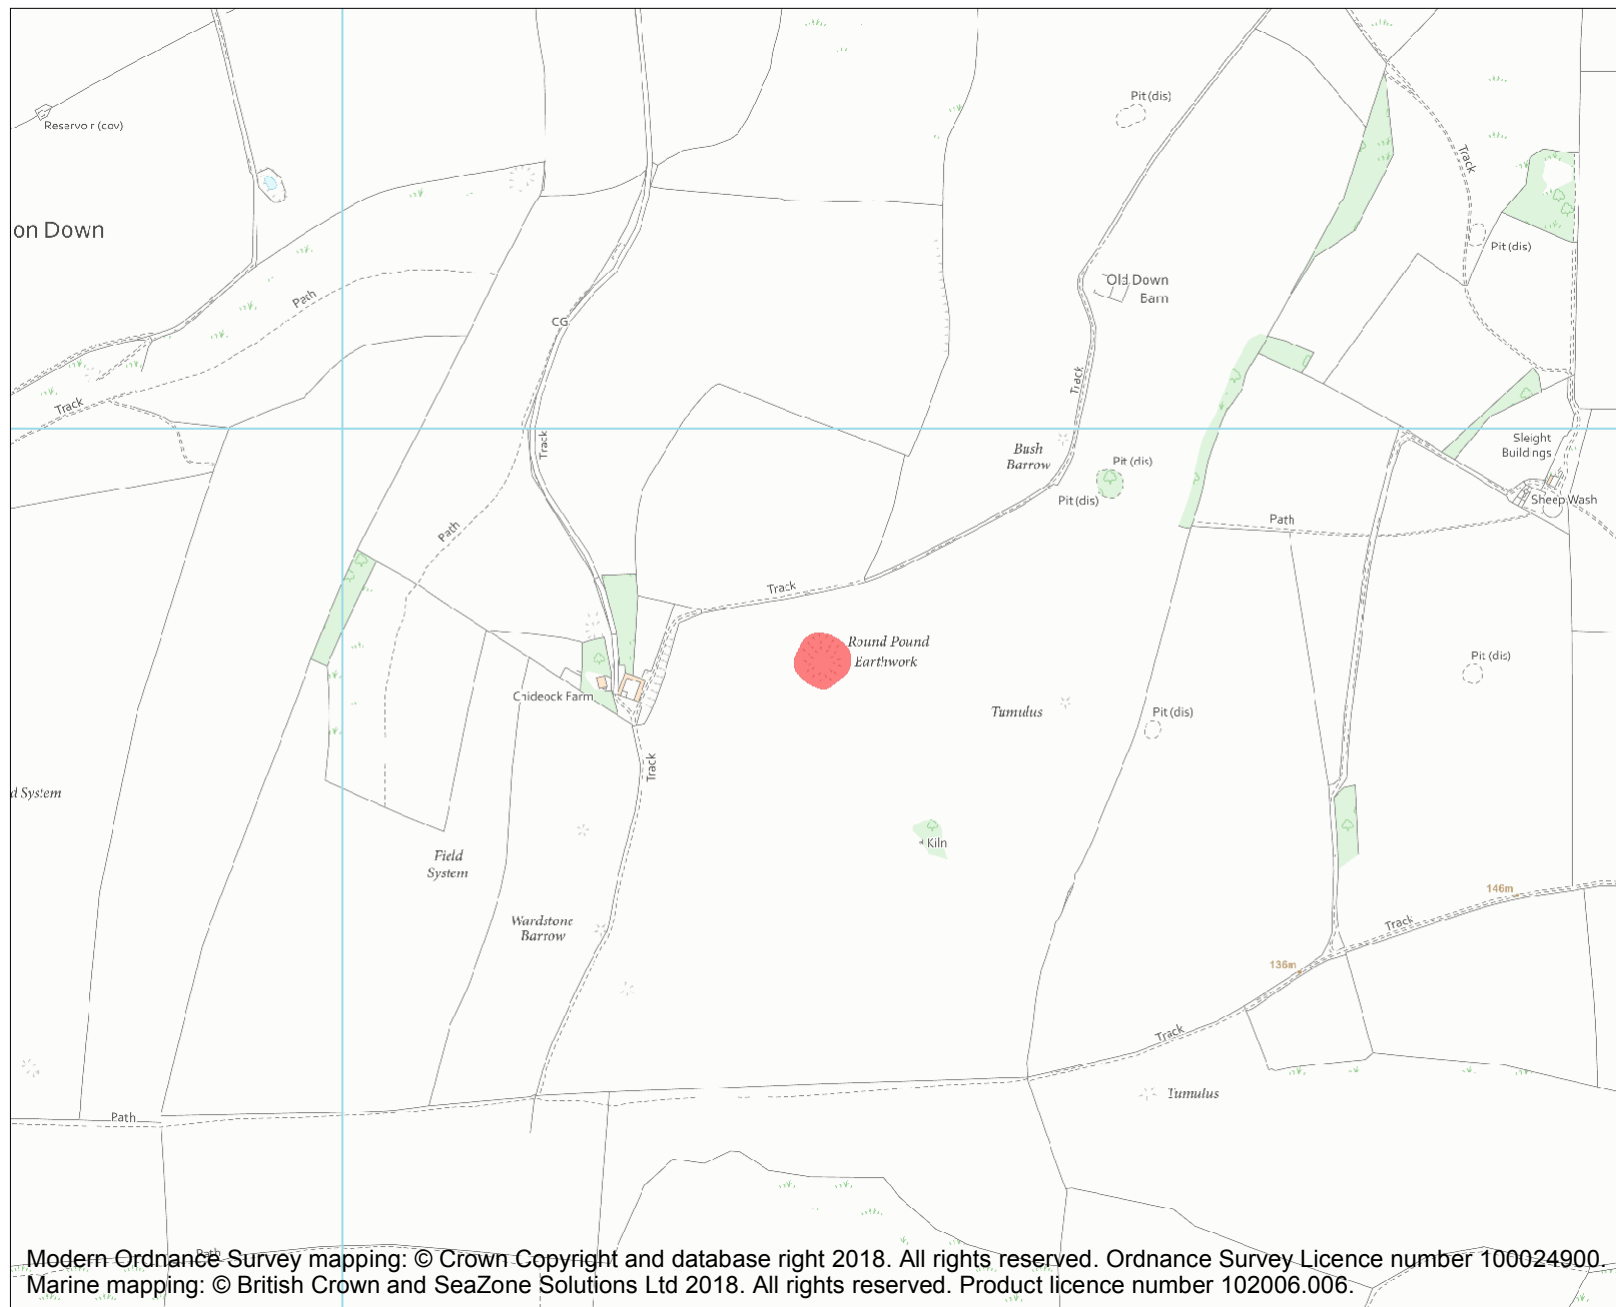 Pit (dis)
Reservoir (cov)
Track
on Down
Pit (dis)
Old Down
Barn
Path
CG
Track
Track
Track
Bush
Barrow
Sleight
Buildings
Pit (dis)
Pit (dis)
Sheep Wash
Path
Path
Track
Round Pound
Earthwork
Pit (dis)
Chideock Farm
Tumulus
Pit (dis)
Track
d System
Kiln
Field
System
146m
Wardstone
Barrow
Track
136m
Track
Tumulus
Path
Path
Modern Ordnance Survey mapping: © Crown Copyright and database right 2018. All rights reserved. Ordnance Survey Licence number 100024900.
Marine mapping: © British Crown and SeaZone Solutions Ltd 2018. All rights reserved. Product licence number 102006.006.